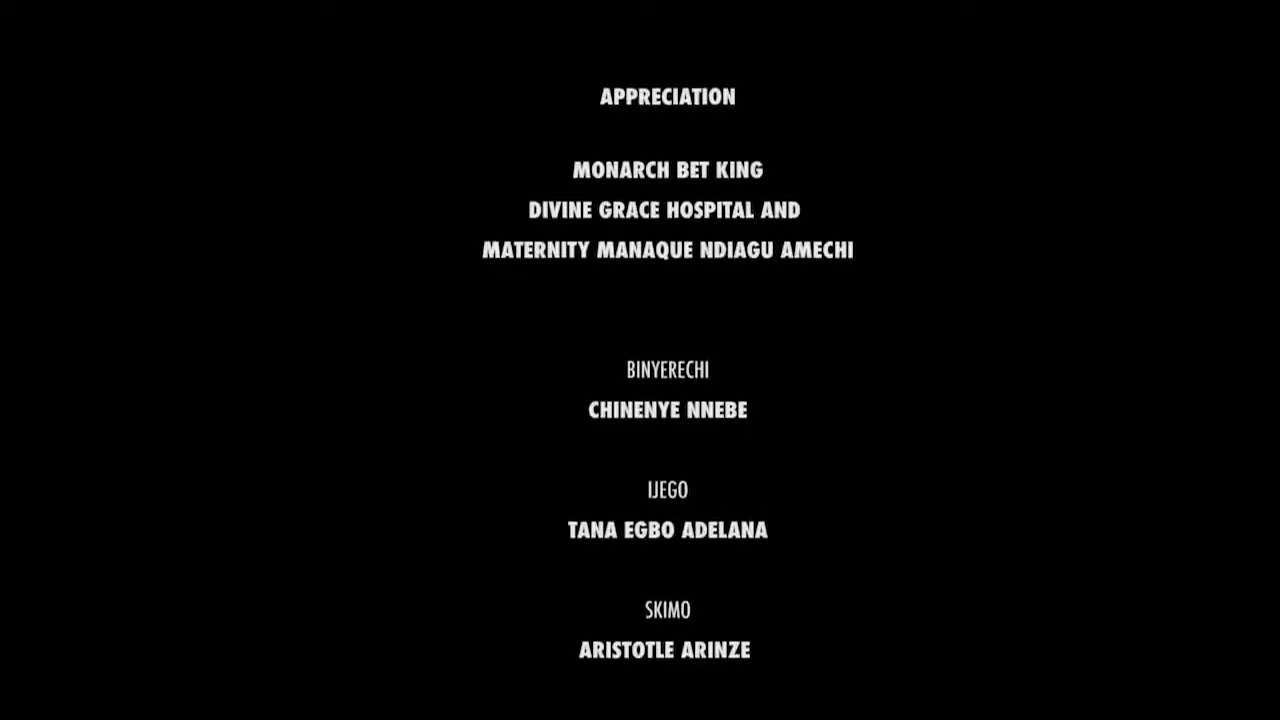 APPRECIATION
MONARCH BET KING
DIVINE GRACE HOSPITAL AND
MATERNITY MANAQUE NDIAGU AMECHI
BINYERECHI
CHINENYE NNEBE
IJEGO
TANA EGBO ADELANA
SKIMO
ARISTOTLE ARINZE